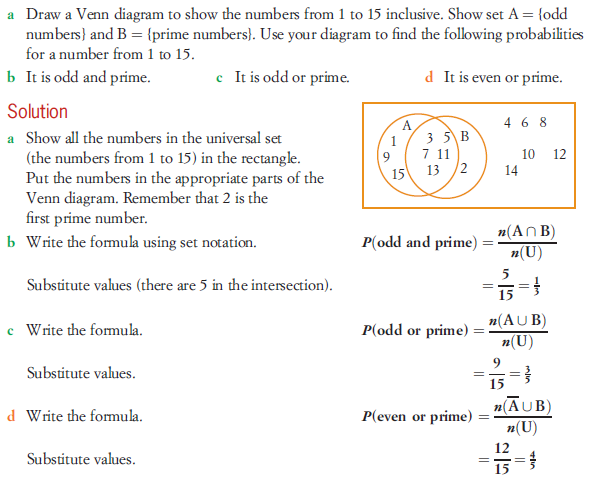 a Draw a Venn diagram to show the numbers from 1 to 15 inclusive. Show set A = {odd
numbers} and B = {prime numbers}. Use your diagram to find the following probabilities
for a number from 1 to 15.
b It is odd and prime. c It is odd or prime. d It is even or prime.
Solution
a Show all the numbers in the universal set
(the numbers from 1 to 15) in the rectangle.
Put the numbers in the appropriate parts of the
Venn diagram. Remember that 2 is the
first prime number.
A
B
1
9
15
3 5
7 11
13
2
4 6 8
10 12
14
b Write the formula using set notation.
P(odd and prime) = n(A ∩ B)/n(U)
Substitute values (there are 5 in the intersection).
= 5/15 = 1/3
c Write the formula.
P(odd or prime) = n(A ∪ B)/n(U)
Substitute values.
= 9/15 = 3/5
d Write the formula.
P(even or prime) = n(A̅ ∪ B)/n(U)
Substitute values.
= 12/15 = 4/5